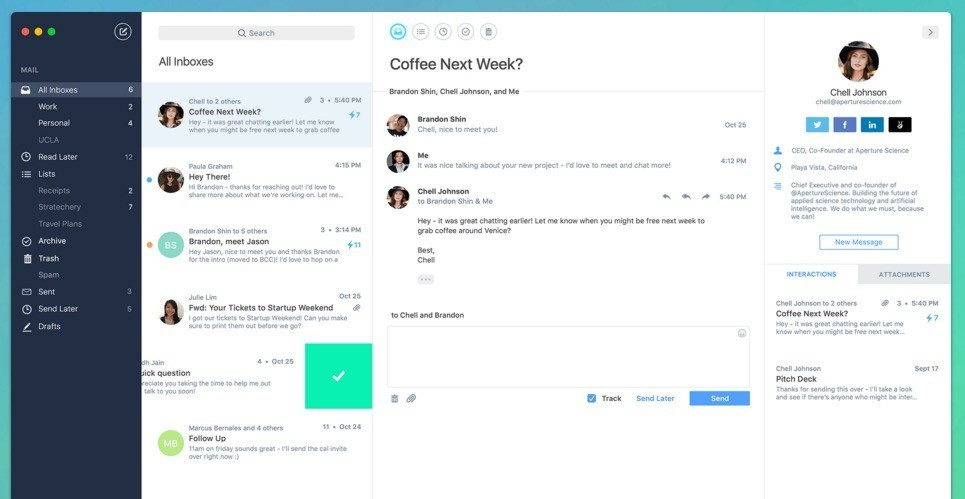 MAIL
All Inboxes 6
Work 2
Personal 4
UCLA
Read Later 12
Lists
Receipts 2
Stratechery 7
Travel Plans
Archive
Trash
Spam
Sent 3
Send Later 5
Drafts
Search
All Inboxes
Chell to 2 others 3 • 5:40 PM
Coffee Next Week? 7
Hey - it was great chatting earlier! Let me
know when you might be free next week to
know when you might be free next week to grab coffee
Paula Graham 4:15 PM
Hey There!
Hi Brandon - thanks for reaching out! I'd love to
share more about what we're working on. Let me...
BS
Brandon Shin to 5 others 3 • 3:14 PM
Brandon, meet Jason 11
Hey Jason, nice to meet you and thanks Brandon
for the intro (moved to BCC)! I'd love to hop on a
Julie Lim Oct 25
Fwd: Your Tickets to Startup Weekend
I got our tickets to Startup Weekend! Can you make
sure to print them out before we go?
dh Jain 4 • Oct 25
uick question
reciate you taking the time to help me out
talk to you soon!
MB
Marcus Bernales and 4 others 11 • Oct 24
Follow Up
11am on friday sounds great - I'll send the cal invite
over right now :)
Coffee Next Week?
Brandon Shin, Chell Johnson, and Me
Brandon Shin Oct 25
Chell, nice to meet you!
Me 4:12 PM
It was nice talking about your new project - I'd love to meet and chat more!
Chell Johnson 5:40 PM
to Brandon Shin & Me
Hey - it was great chatting earlier! Let me know when you might be free next week to
grab coffee around Venice?
Best,
Chell
to Chell and Brandon
Track Send Later Send
Chell Johnson
chell@aperturescience.com
CEO, Co-Founder at Aperture Science
Playa Vista, California
Chief Executive and co-founder of
@ApertureScience. Building the future of
applied science technology and artificial
intelligence. We do what we must, because
we can!
New Message
INTERACTIONS ATTACHMENTS
Chell Johnson to 2 others 3 • 5:40 PM
Coffee Next Week? 7
Hey - it was great chatting earlier! Let me
know when you might be free next week...
Chell Johnson Sept 17
Pitch Deck
Thanks for sending this over - I'll take a look
and see if there's anyone who might be inter...